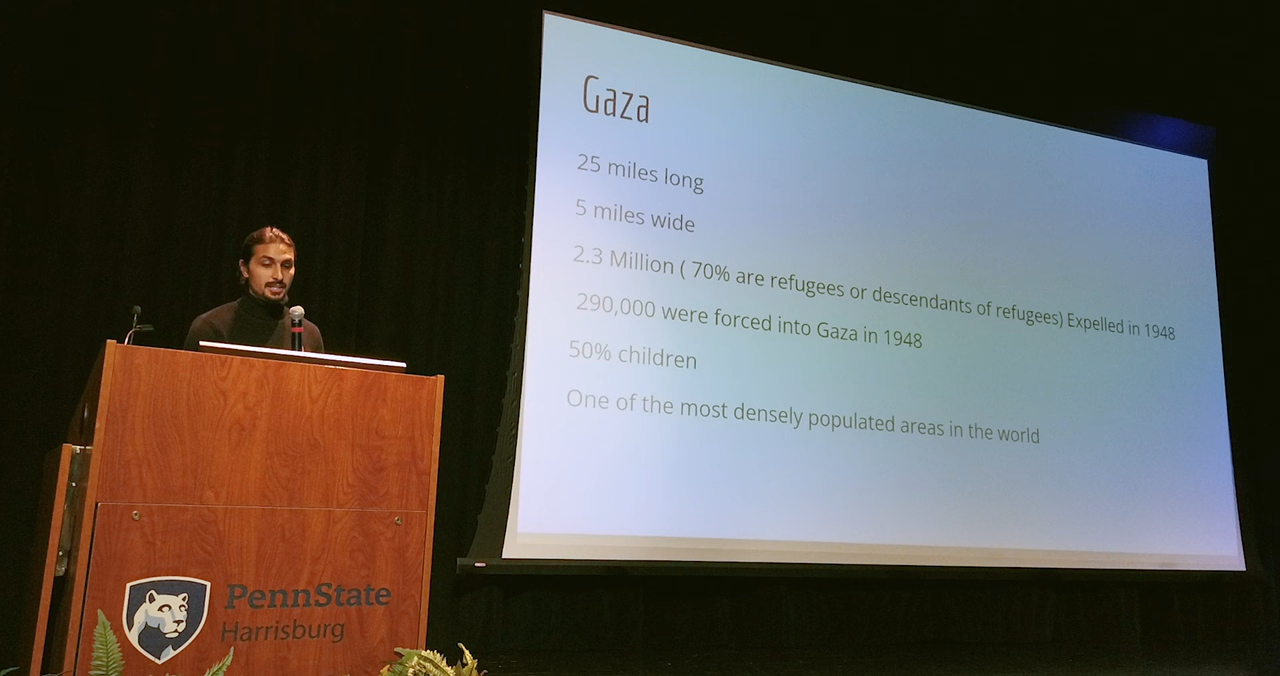 Gaza
25 miles long
5 miles wide
2.3 Million ( 70% are refugees or descendants of refugees) Expelled in 1948
290,000 were forced into Gaza in 1948
50% children
One of the most densely populated areas in the world
PennState
Harrisburg